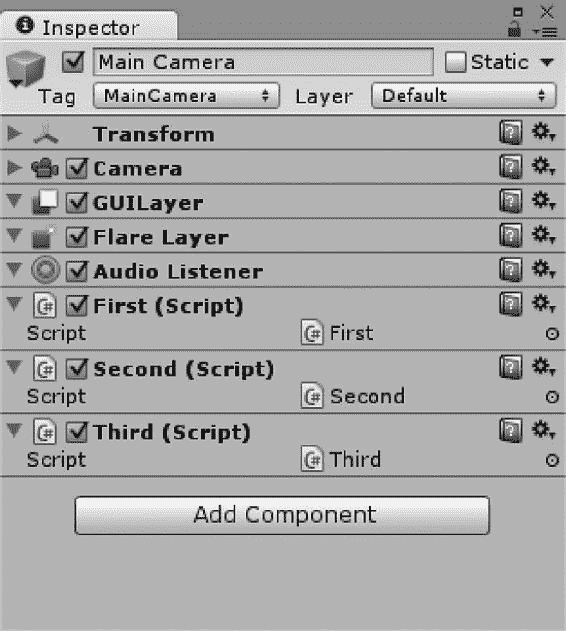 Inspector
Main Camera Static
Tag MainCamera Layer Default
Transform
Camera
GUILayer
Flare Layer
Audio Listener
C# First (Script)
Script C# First
C# Second (Script)
Script C# Second
C# Third (Script)
Script C# Third
Add Component